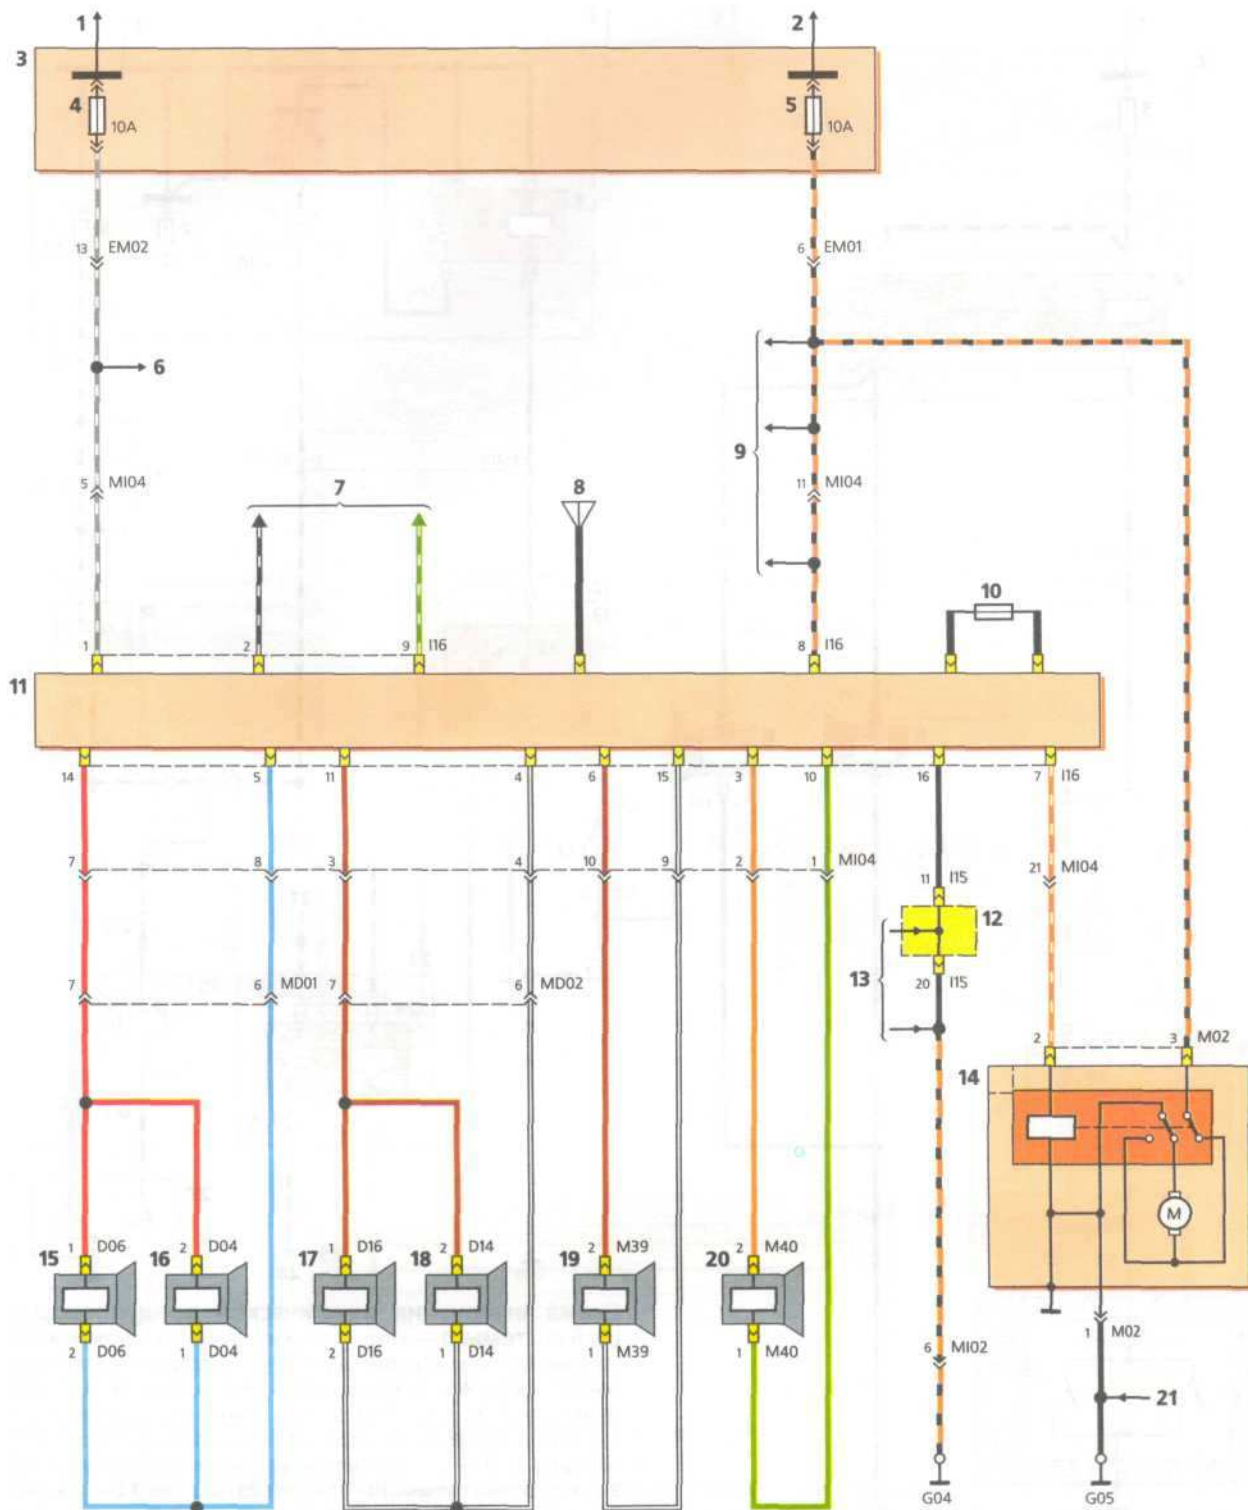 1 2
3
4 5
10A 10A
13 EM02 6 EM01
6
9
5 MI04 11 MI04
7 8
10
1 2 9 I16 8 I16
11
14 5 11 4 6 15 3 10 16 7 I16
7 8 3 4 10 9 2 1 MI04 21 MI04
11 I15
12
13
7 6 MD01 7 6 MD02 20 I15
2 3 M02
14
M
1 D06 2 D04 1 D16 2 D14 2 M39 2 M40
15 16 17 18 19 20
2 D06 1 D04 2 D16 1 D14 1 M39 1 M40
6 MI02 1 M02
21
G04 G05